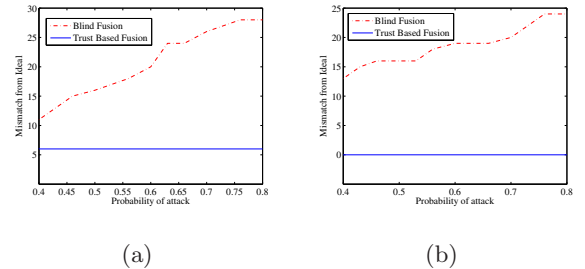 30
25
20
15
10
5
Mismatch from Ideal
Blind Fusion
Trust Based Fusion
0.4 0.45 0.5 0.55 0.6 0.65 0.7 0.75 0.8
Probability of attack
(a)
25
20
15
10
5
0
Mismatch from Ideal
Blind Fusion
Trust Based Fusion
0.4 0.5 0.6 0.7 0.8
Probability of attack
(b)